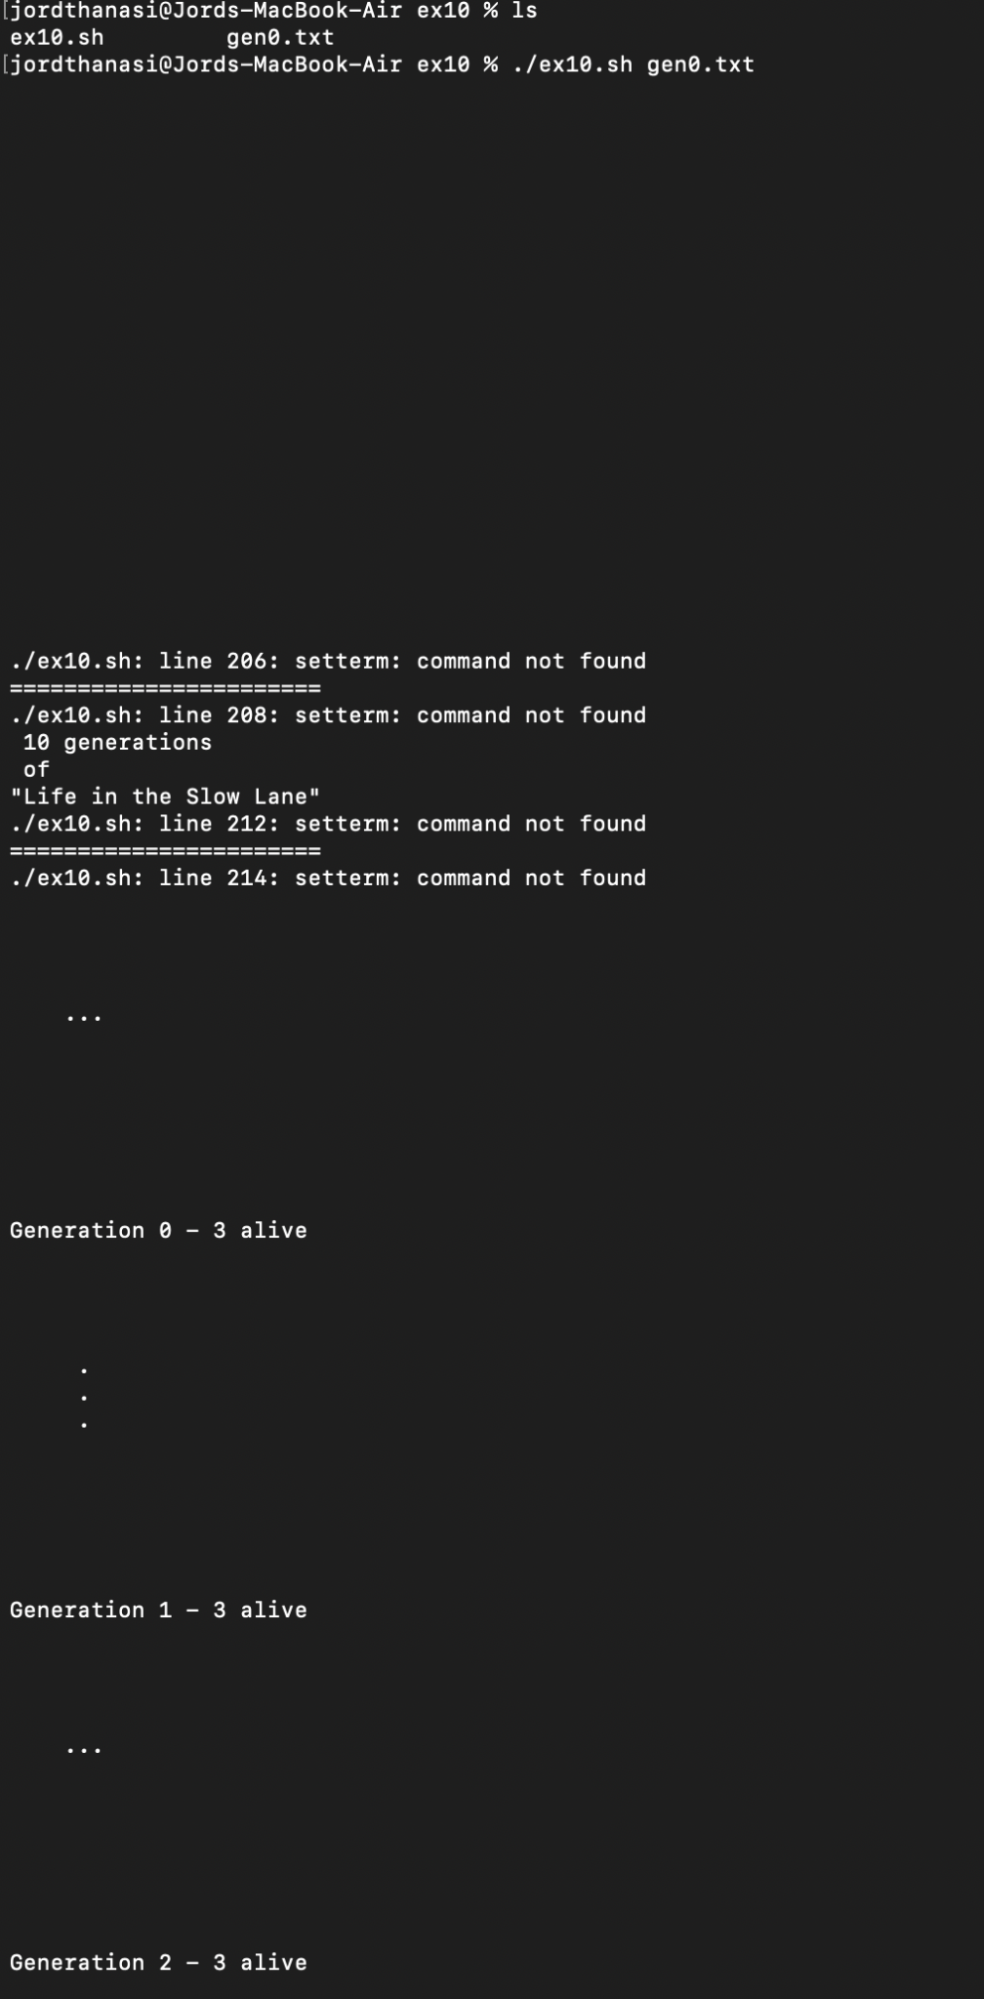 [jordthanasi@Jords-MacBook-Air ex10 % ls
ex10.sh         gen0.txt
[jordthanasi@Jords-MacBook-Air ex10 % ./ex10.sh gen0.txt
./ex10.sh: line 206: setterm: command not found
=======================
./ex10.sh: line 208: setterm: command not found
 10 generations
 of
"Life in the Slow Lane"
./ex10.sh: line 212: setterm: command not found
=======================
./ex10.sh: line 214: setterm: command not found
    ...
Generation 0 - 3 alive
     .
     .
     .
Generation 1 - 3 alive
    ...
Generation 2 - 3 alive